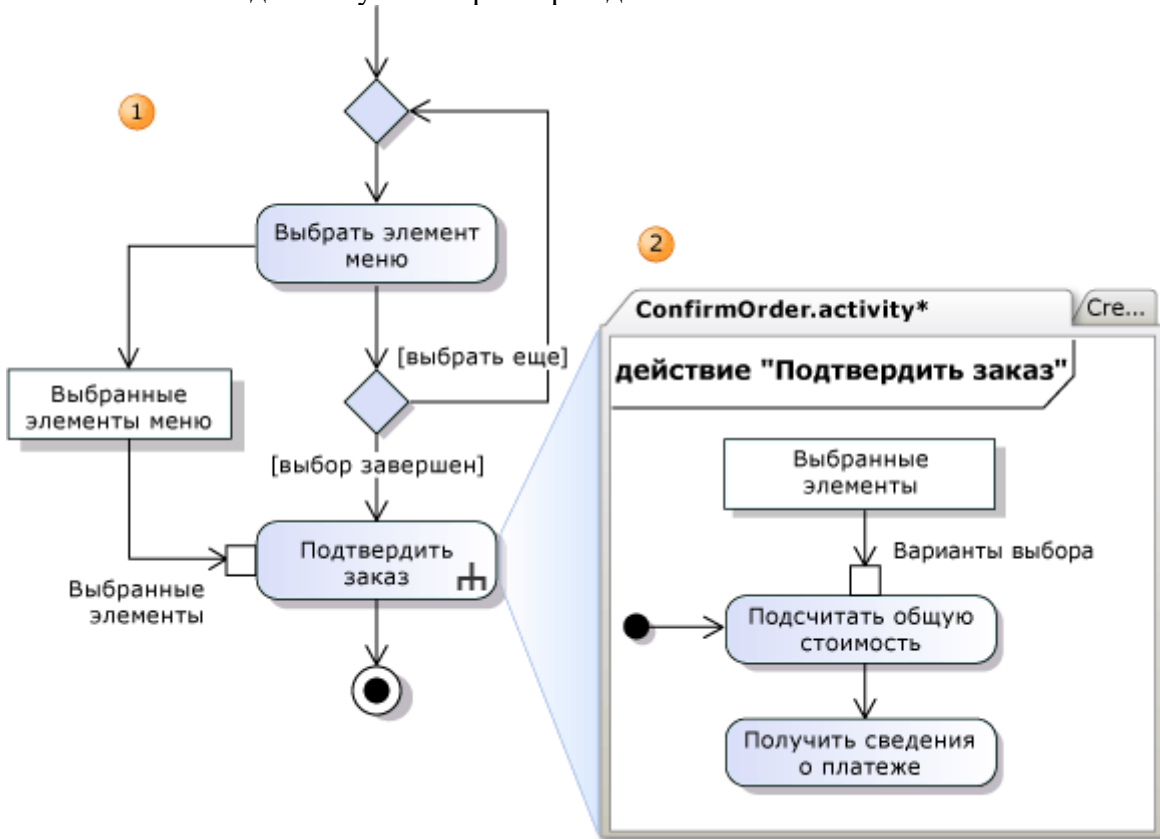 1
Выбрать элемент
меню
[выбрать еще]
Выбранные
элементы меню
[выбор завершен]
Подтвердить
заказ
Выбранные
элементы
2
ConfirmOrder.activity*
Cre...
действие "Подтвердить заказ"
Выбранные
элементы
Варианты выбора
Подсчитать общую
стоимость
Получить сведения
о платеже